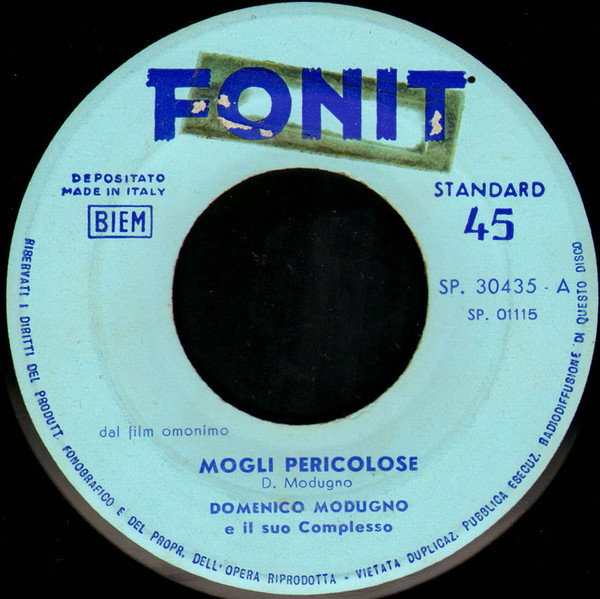 FONIT
DEPOSITATO
MADE IN ITALY
BIEM
STANDARD
45
SP. 30435 - A
SP. 01115
dal film omonimo
MOGLI PERICOLOSE
D. Modugno
DOMENICO MODUGNO
e il suo Complesso
RISERVATI I DIRITTI DEL PRODUTT. FONOGRAFICO E DEL PROPR. DELL'OPERA RIPRODOTTA - VIETATA DUPLICAZ. PUBBLICA ESECUZ. RADIODIFFUSIONE DI QUESTO DISCO